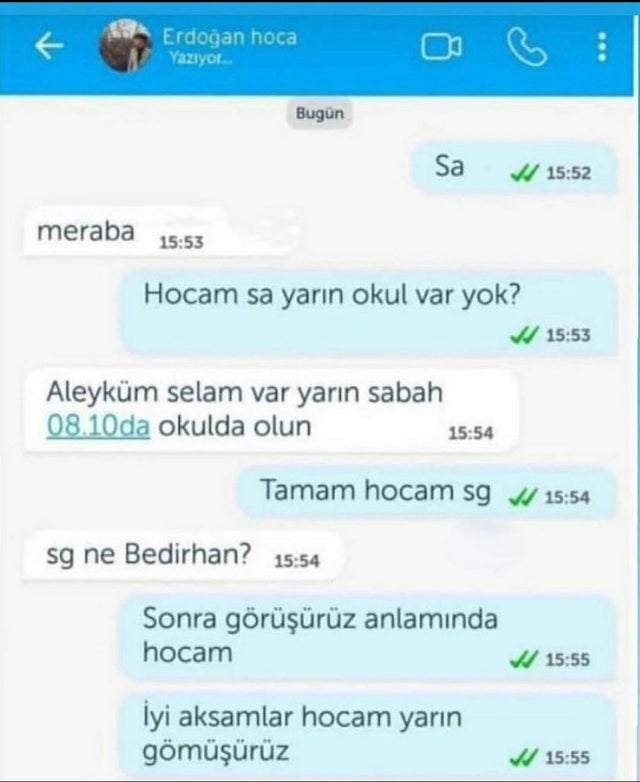 Erdoğan hoca
Yazıyor...
Bugün
Sa 15:52
meraba 15:53
Hocam sa yarın okul var yok?
15:53
Aleyküm selam var yarın sabah
08.10da okulda olun 15:54
Tamam hocam sg 15:54
sg ne Bedirhan? 15:54
Sonra görüşürüz anlamında
hocam 15:55
İyi aksamlar hocam yarın
gömüşürüz 15:55